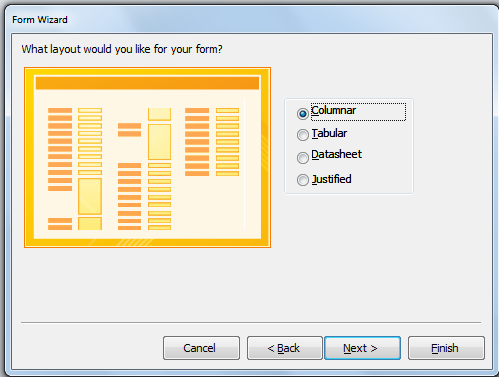 Form Wizard
What layout would you like for your form?
Columnar
Tabular
Datasheet
Justified
Cancel
< Back
Next >
Finish